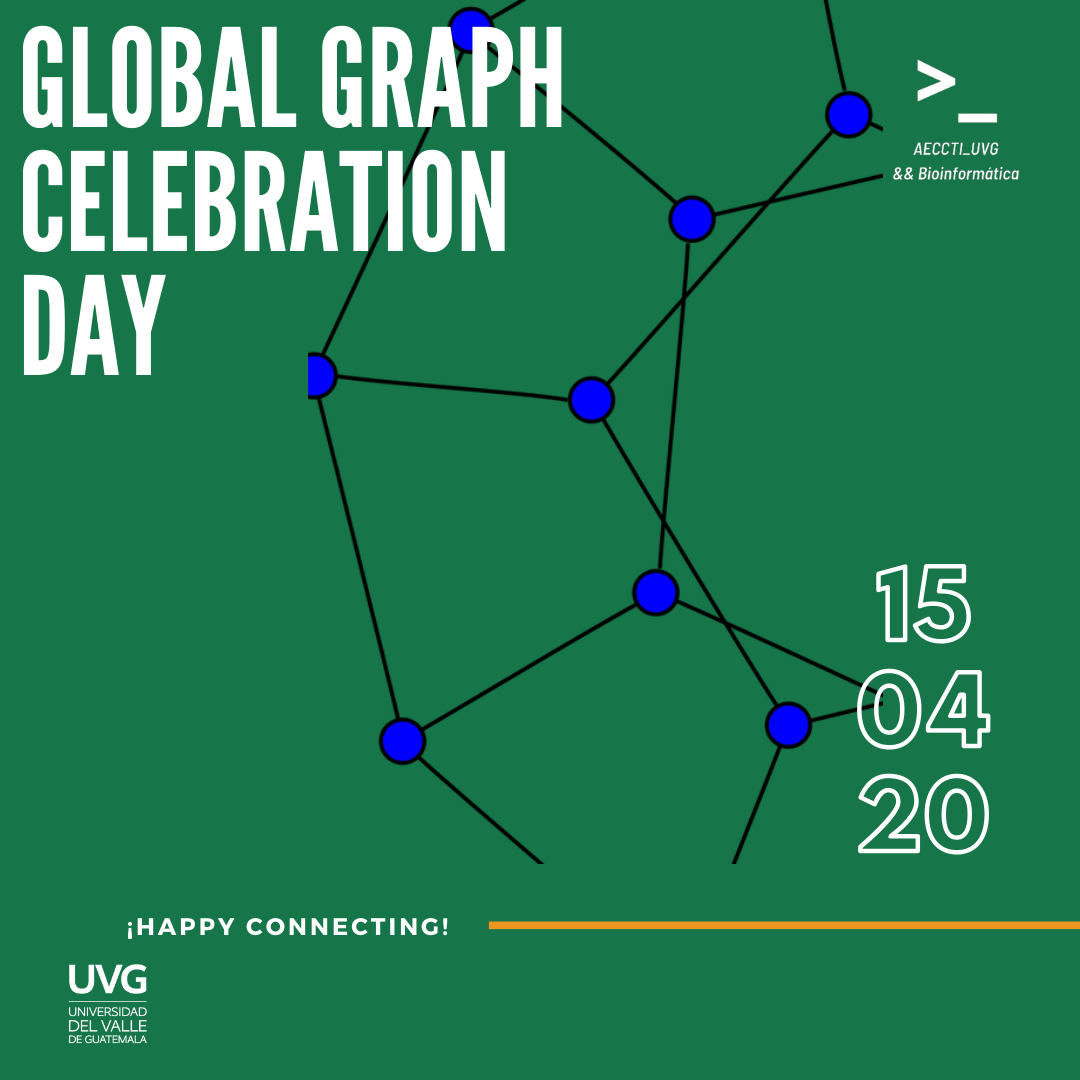 GLOBAL GRAPH
CELEBRATION
DAY
>_
AECCTI_UVG
&& Bioinformática
15
04
20
¡HAPPY CONNECTING!
UVG
UNIVERSIDAD
DEL VALLE
DE GUATEMALA